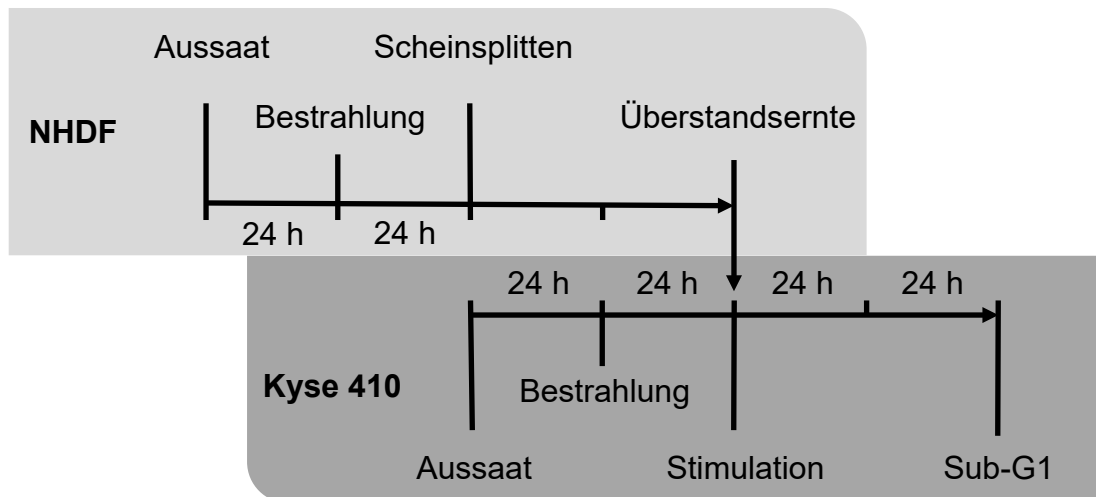 Aussaat Scheinsplitten
NHDF Bestrahlung Überstandsernte
24 h 24 h
24 h 24 h 24 h 24 h
Kyse 410 Bestrahlung
Aussaat Stimulation Sub-G1